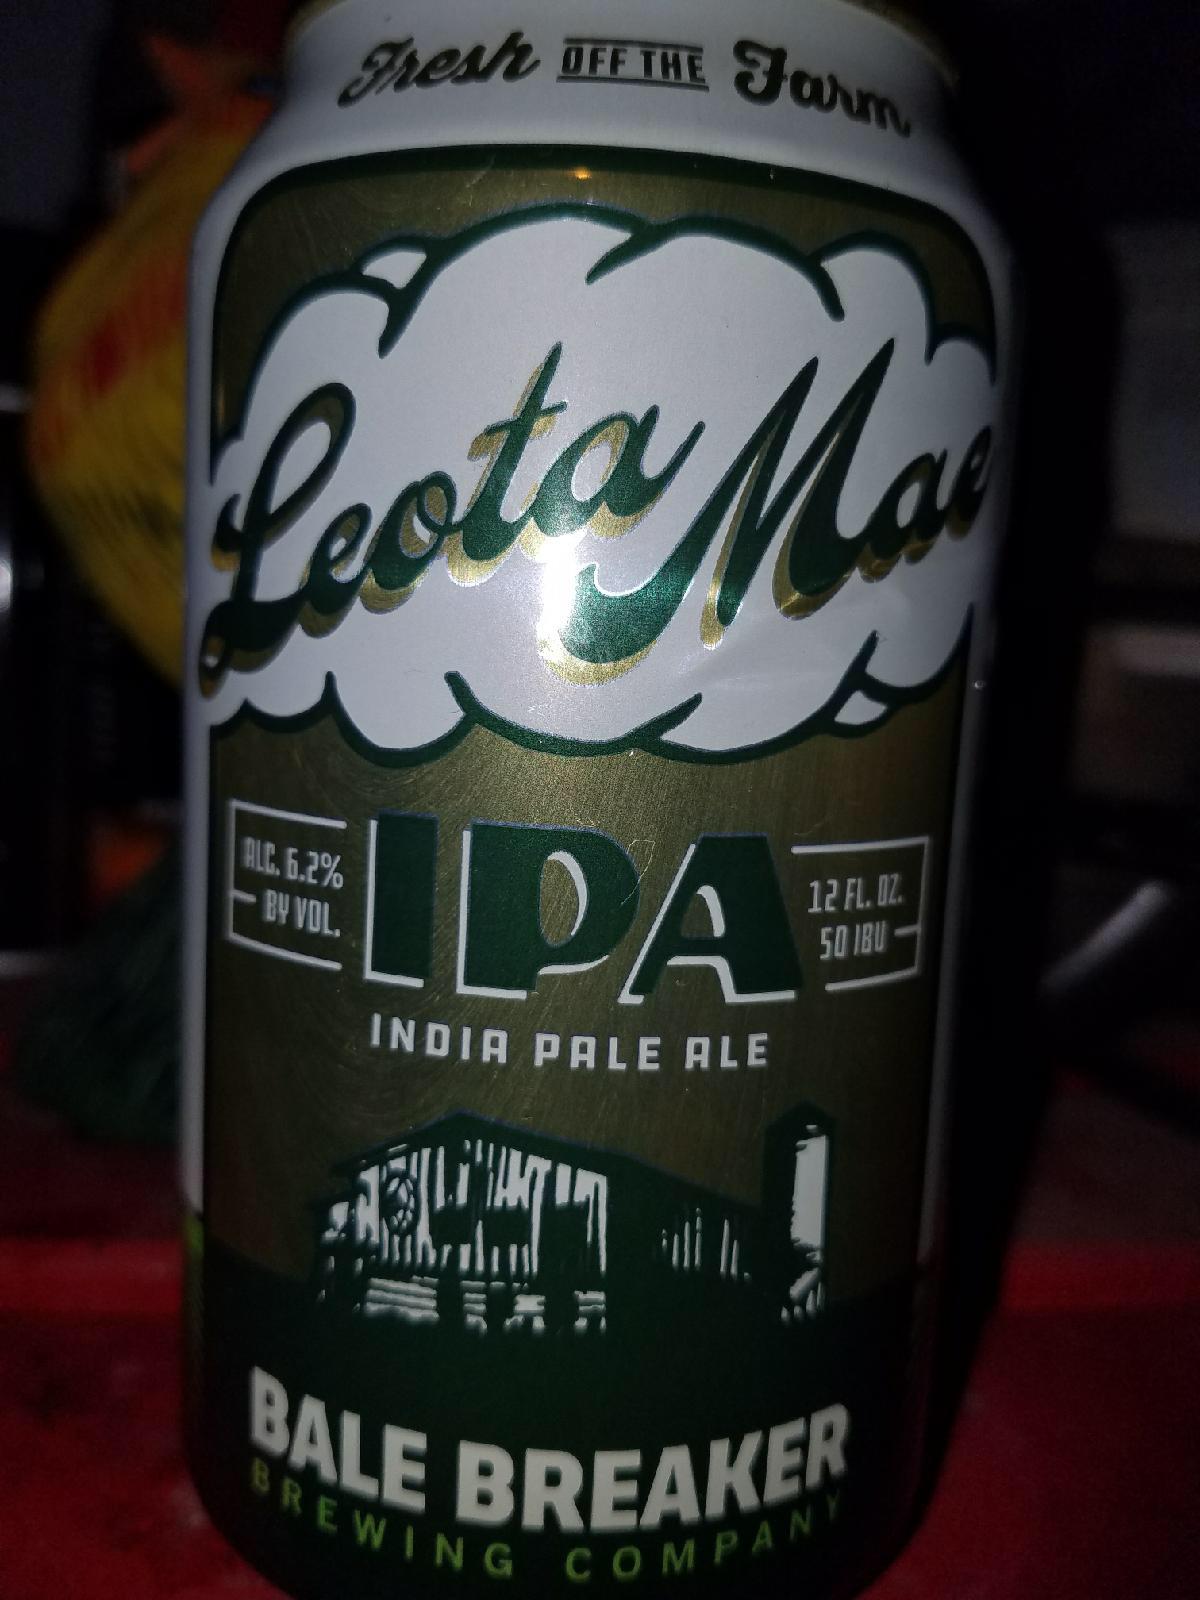 Fresh OFF THE Farm
Leota Mae
IPA
ALC. 6.2%
BY VOL.
12 FL. OZ.
50 IBU
INDIA PALE ALE
BALE BREAKER
BREWING COMPANY